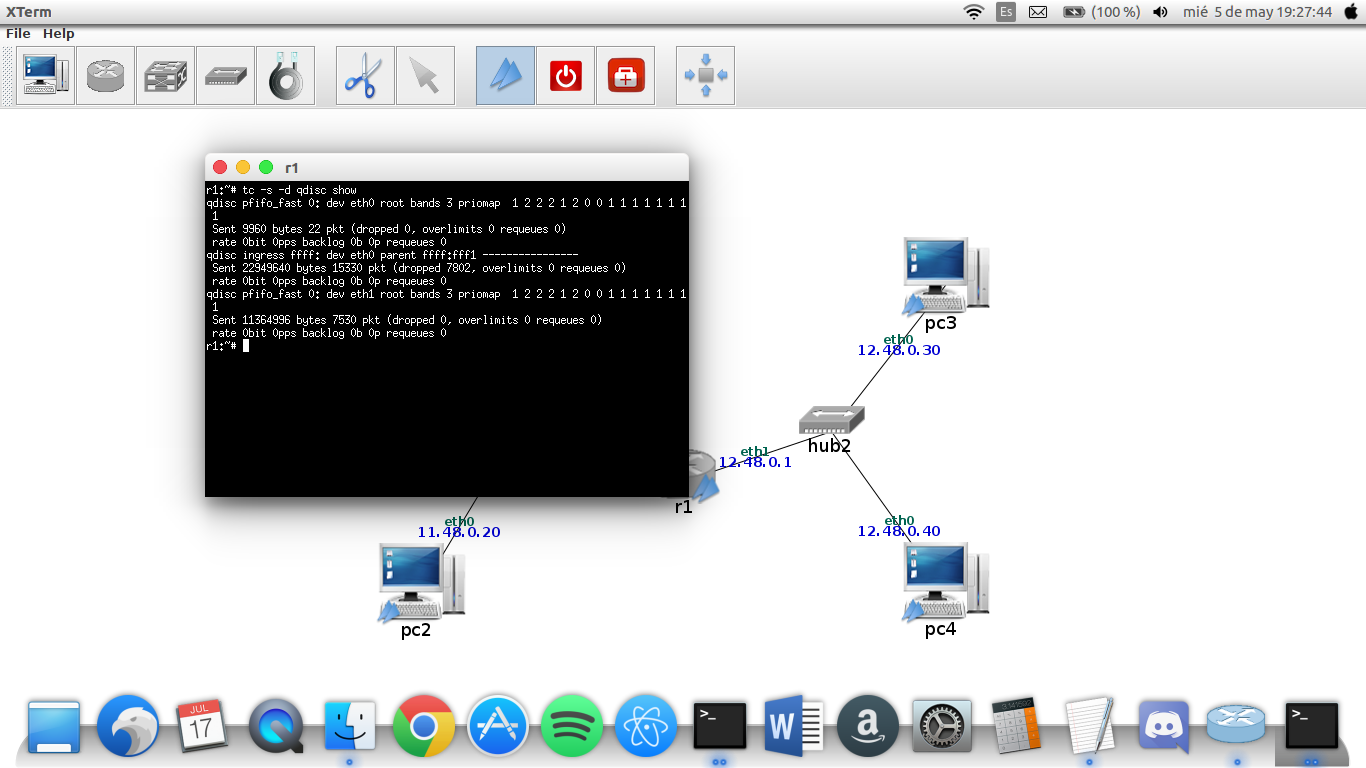 XTerm
Es
(100 %)
mié 5 de may 19:27:44
File Help
r1
r1:~# tc -s -d qdisc show
qdisc pfifo_fast 0: dev eth0 root bands 3 priomap  1 2 2 2 1 2 0 0 1 1 1 1 1 1 1
 1
 Sent 9960 bytes 22 pkt (dropped 0, overlimits 0 requeues 0)
 rate 0bit 0pps backlog 0b 0p requeues 0
qdisc ingress ffff: dev eth0 parent ffff:fff1 ----------------
 Sent 22949640 bytes 15330 pkt (dropped 7802, overlimits 0 requeues 0)
 rate 0bit 0pps backlog 0b 0p requeues 0
qdisc pfifo_fast 0: dev eth1 root bands 3 priomap  1 2 2 2 1 2 0 0 1 1 1 1 1 1 1
 1
 Sent 11364996 bytes 7530 pkt (dropped 0, overlimits 0 requeues 0)
 rate 0bit 0pps backlog 0b 0p requeues 0
r1:~#
pc3
eth0
12.48.0.30
hub2
eth1
12.48.0.1
r1
eth0
11.48.0.20
eth0
12.48.0.40
pc2
pc4
JUL
17
>_
W
a
>_